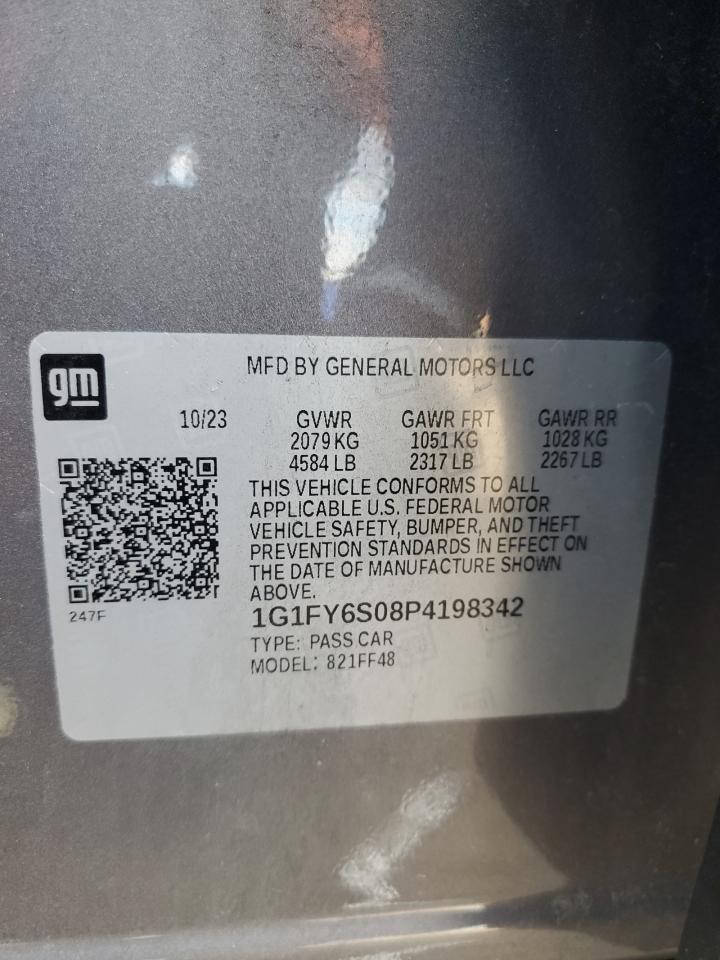 gm
MFD BY GENERAL MOTORS LLC
10/23 GVWR GAWR FRT GAWR RR
2079 KG 1051 KG 1028 KG
4584 LB 2317 LB 2267 LB
THIS VEHICLE CONFORMS TO ALL
APPLICABLE U.S. FEDERAL MOTOR
VEHICLE SAFETY, BUMPER, AND THEFT
PREVENTION STANDARDS IN EFFECT ON
THE DATE OF MANUFACTURE SHOWN
ABOVE.
247F
1G1FY6S08P4198342
TYPE: PASS CAR
MODEL: 821FF48